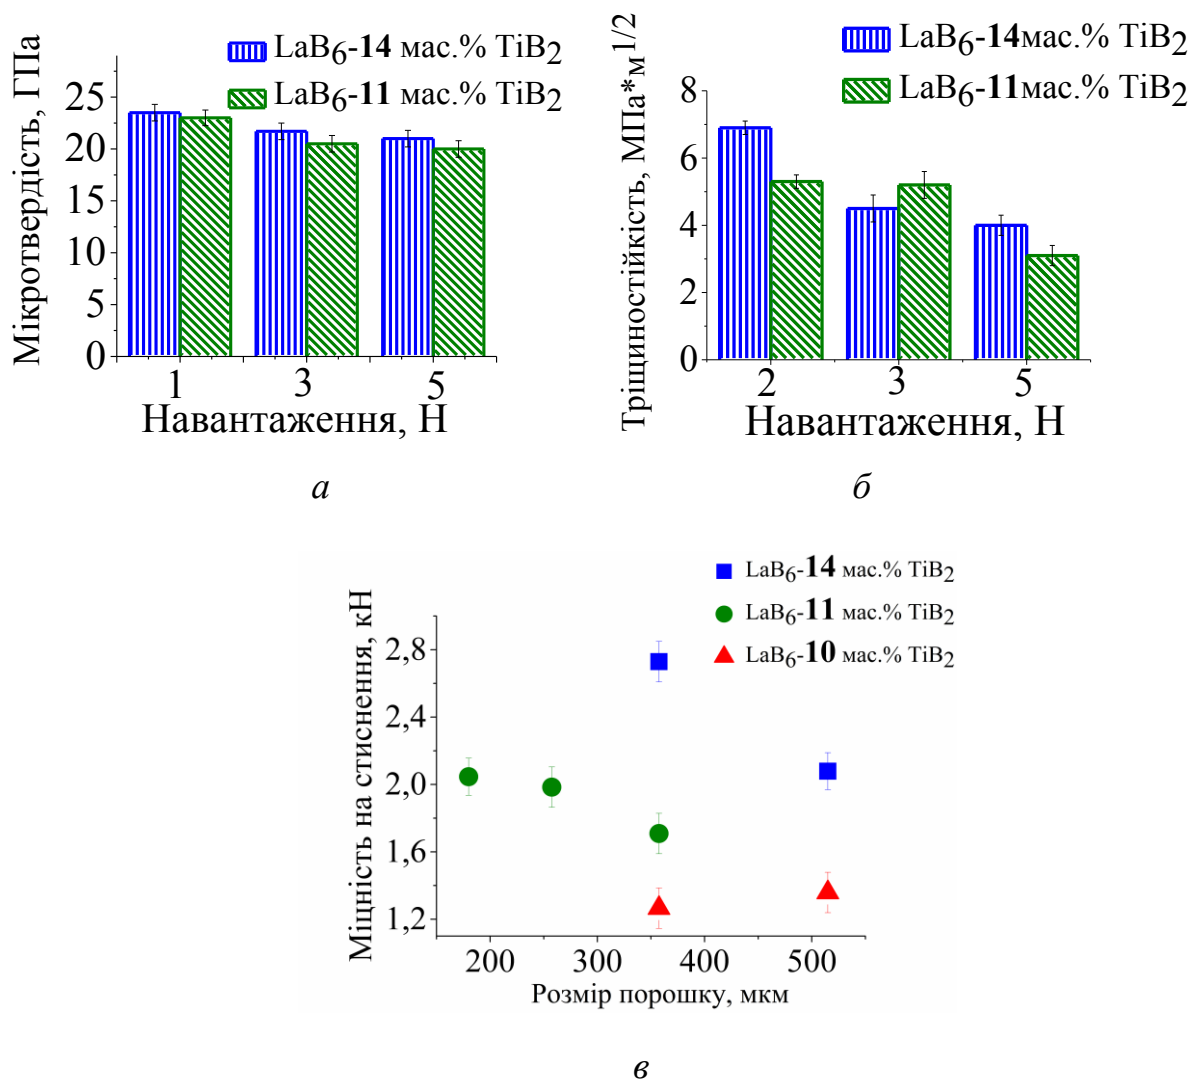 LaB6-14 мас.% TiB2
LaB6-11 мас.% TiB2
Мікротвердість, ГПа
25
20
15
10
5
0
1 3 5
Навантаження, Н
а
LaB6-14мас.% TiB2
LaB6-11мас.% TiB2
Тріщиностійкість, МПа*м1/2
8
6
4
2
0
2 3 5
Навантаження, Н
б
LaB6-14 мас.% TiB2
LaB6-11 мас.% TiB2
LaB6-10 мас.% TiB2
Міцність на стиснення, кН
2,8
2,4
2,0
1,6
1,2
200 300 400 500
Розмір порошку, мкм
в